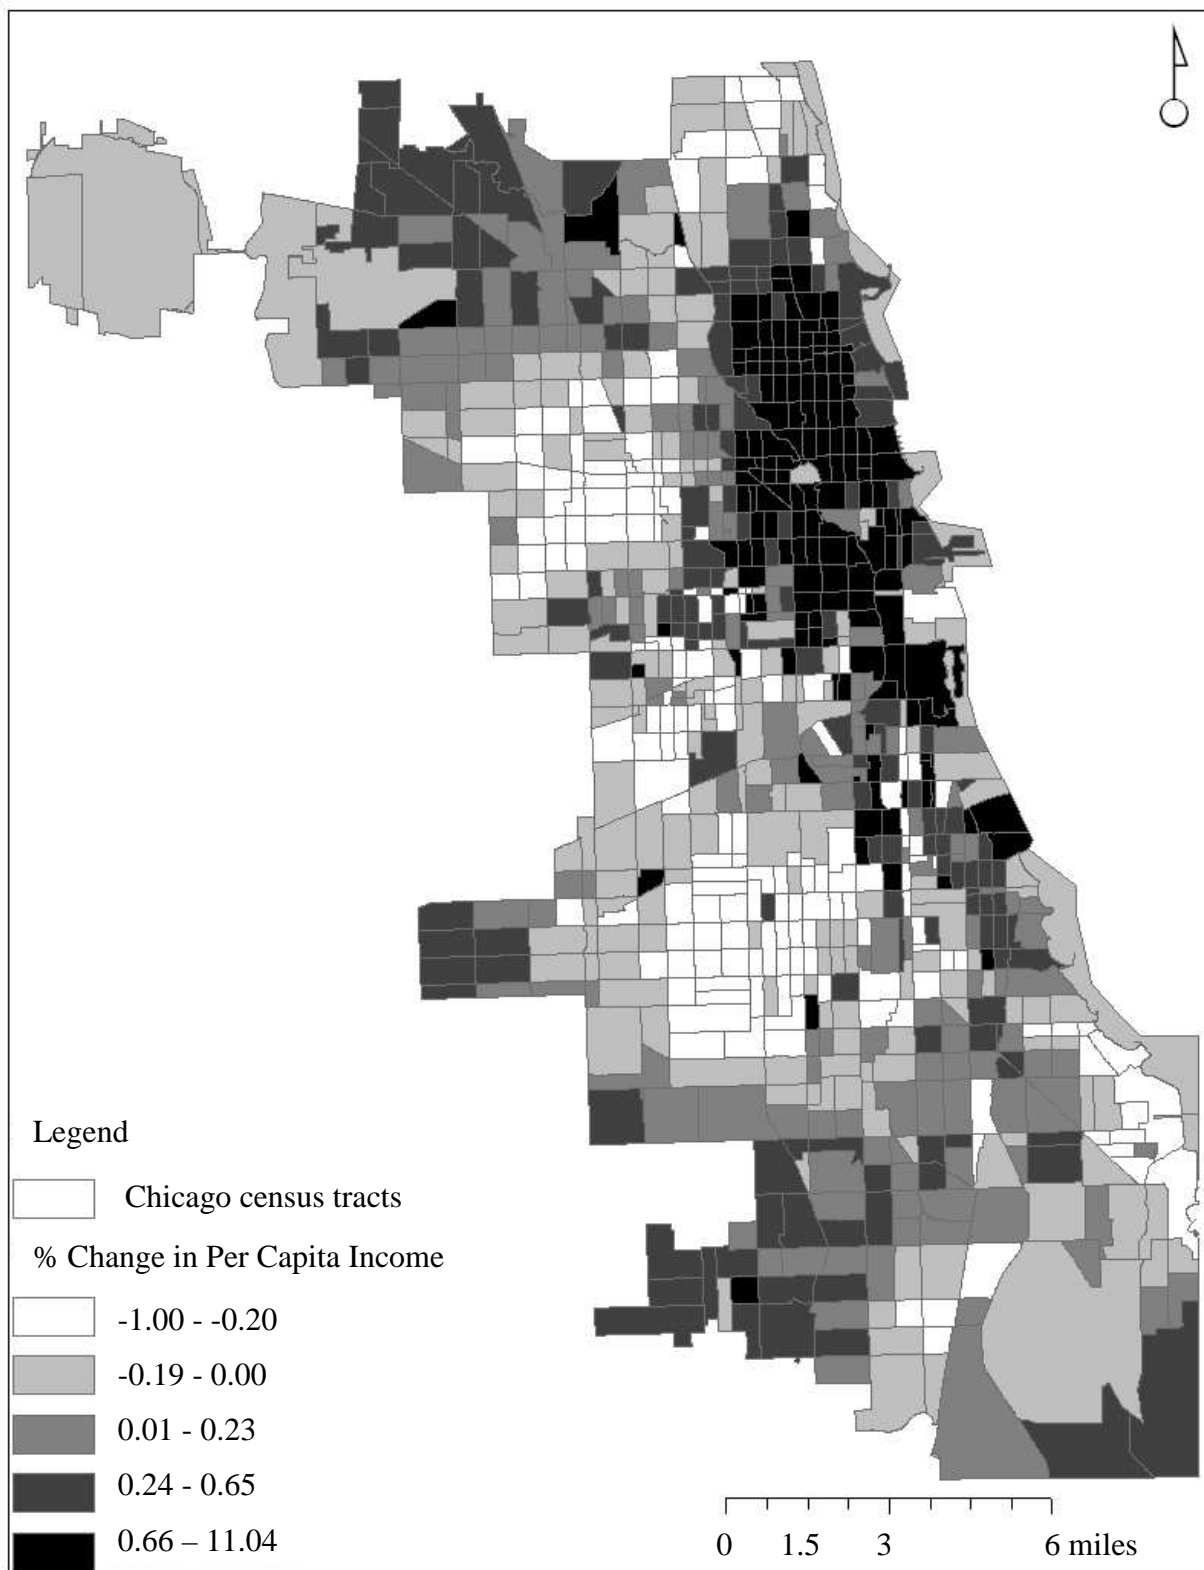 Legend
Chicago census tracts
% Change in Per Capita Income
-1.00 - -0.20
-0.19 - 0.00
0.01 - 0.23
0.24 - 0.65
0.66 – 11.04
0 1.5 3 6 miles